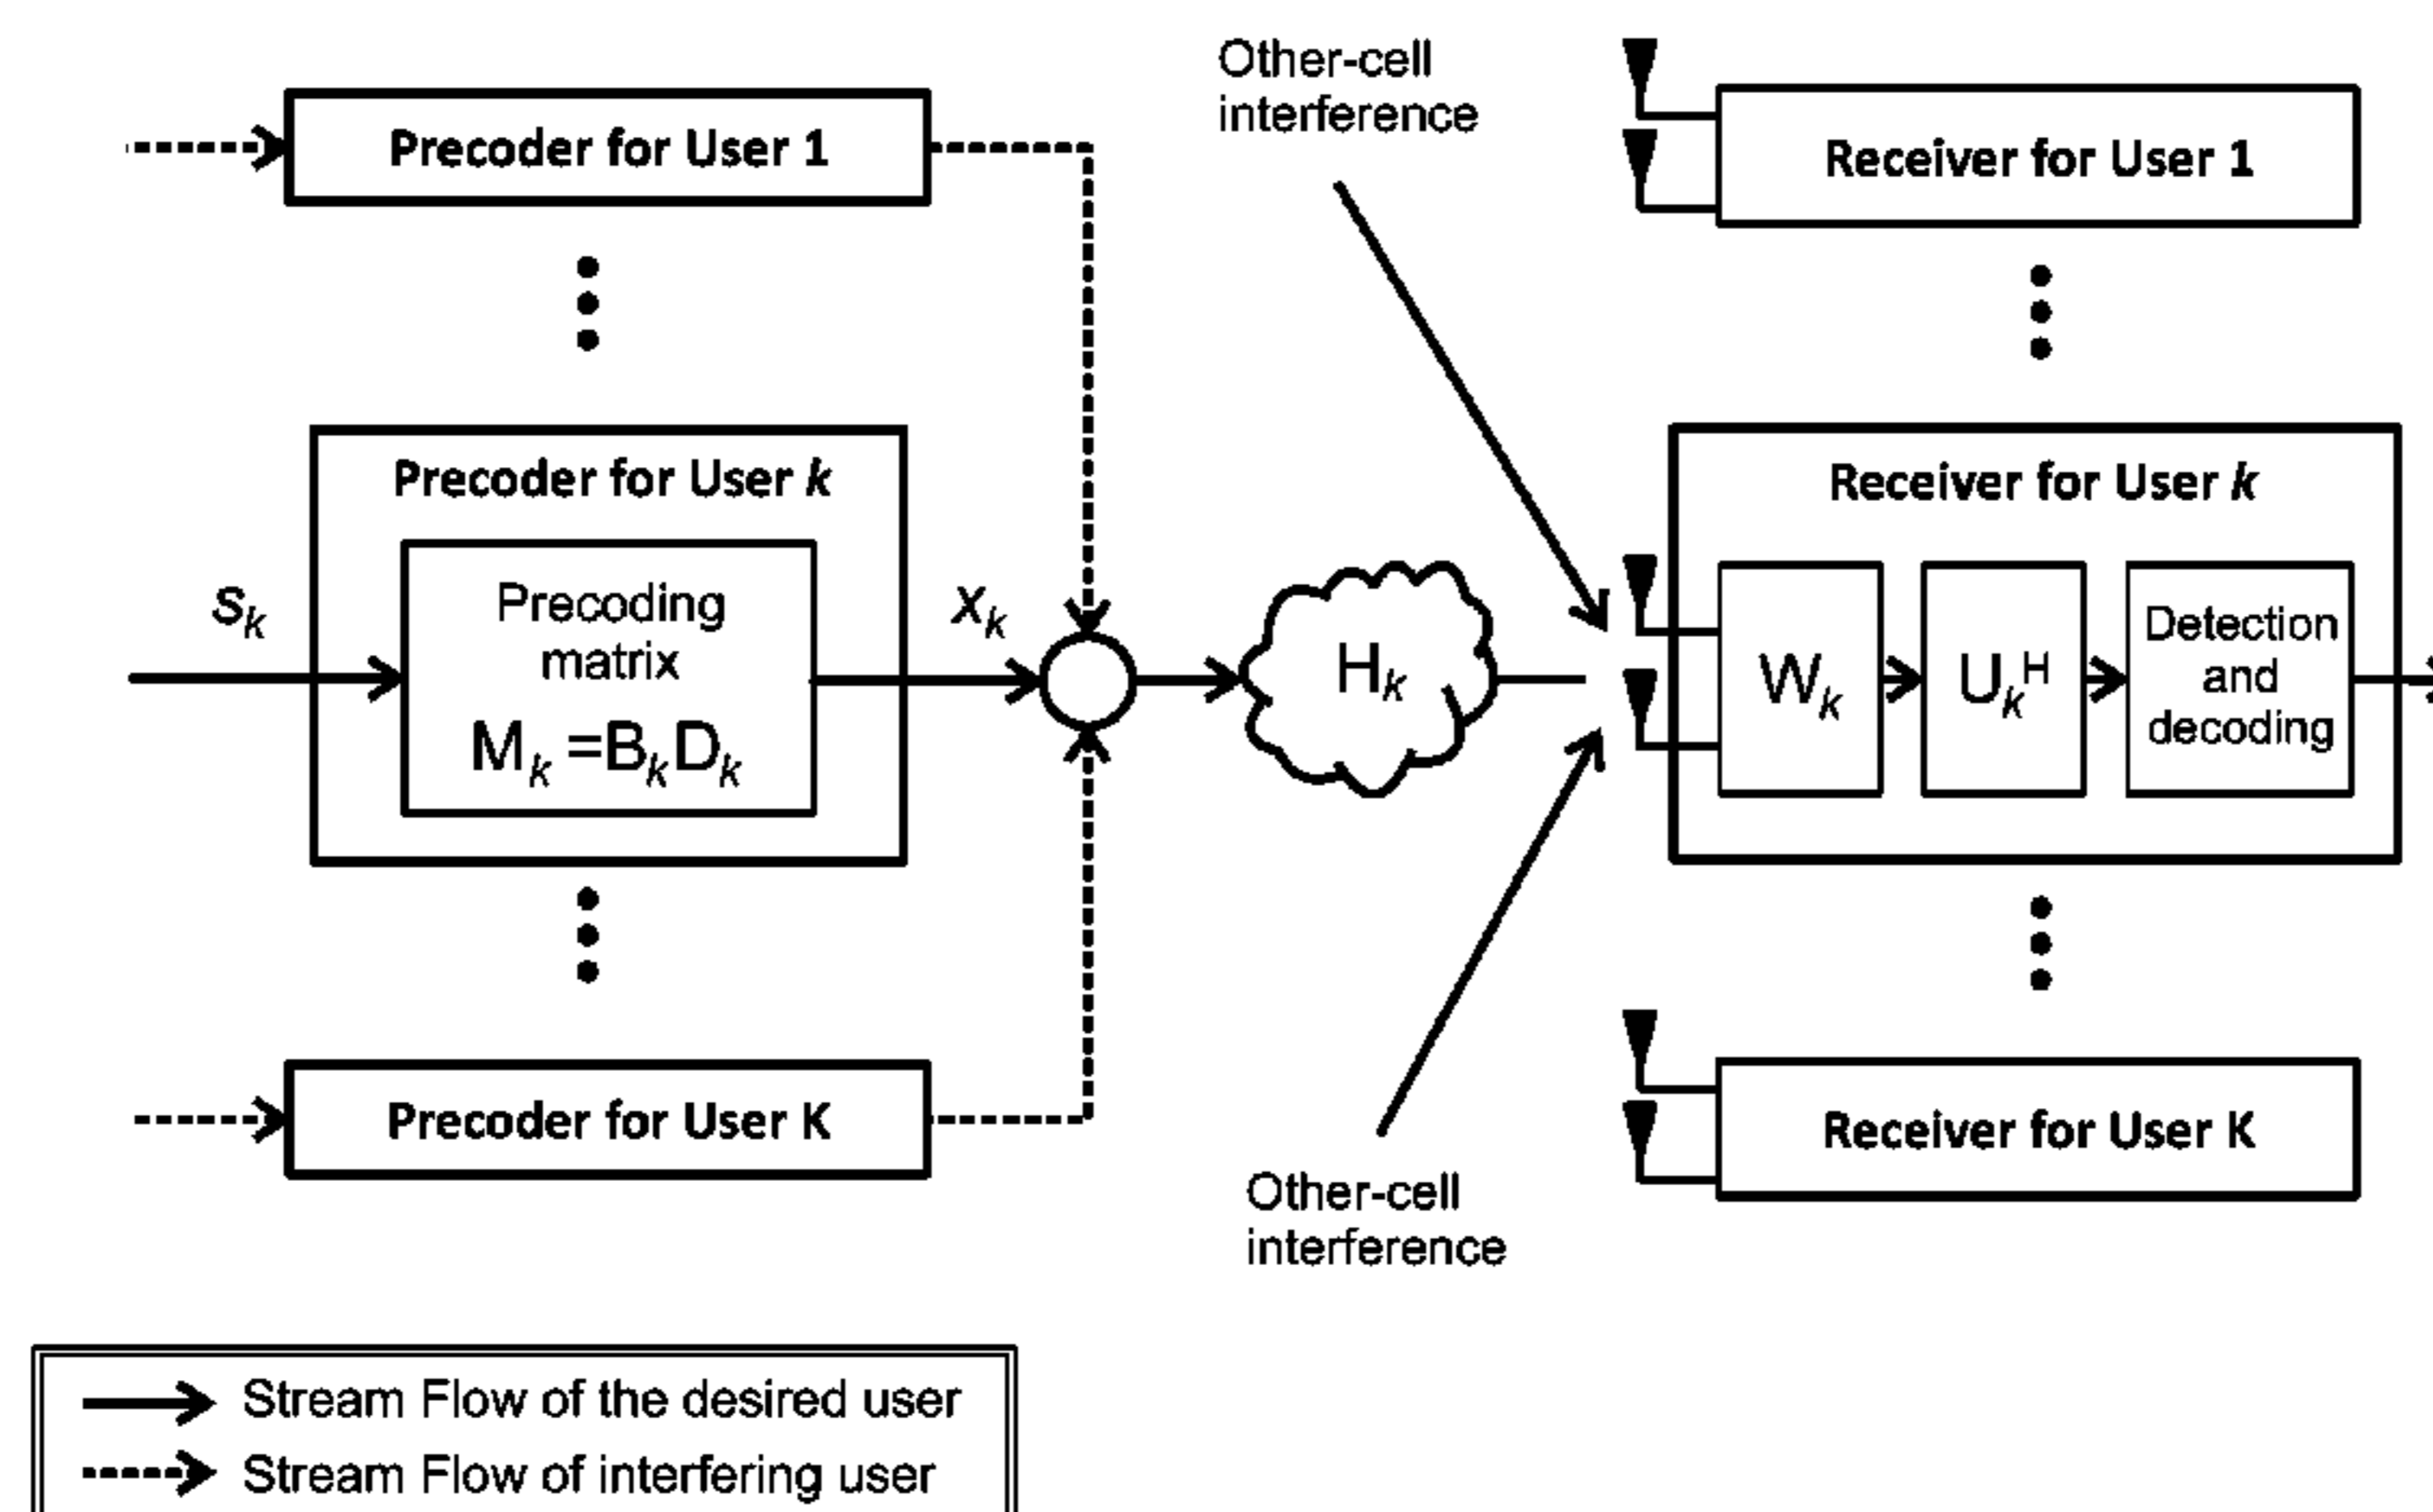 Other-cell
interference
Precoder for User 1
Receiver for User 1
Precoder for User k
Receiver for User k
s_k
Precoding
matrix
M_k =B_kD_k
x_k
H_k
W_k
U_k^H
Detection
and
decoding
Precoder for User K
Receiver for User K
Other-cell
interference
Stream Flow of the desired user
Stream Flow of interfering user